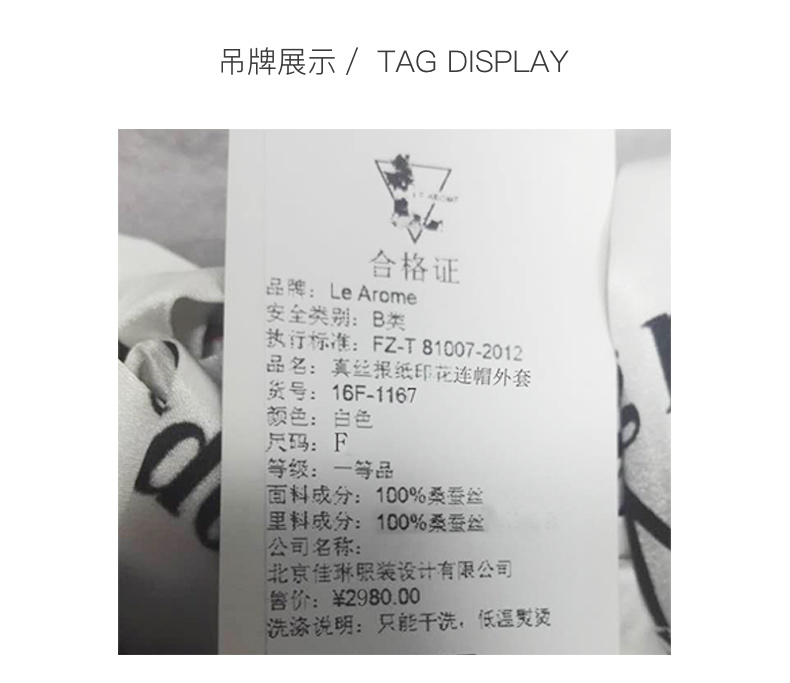 吊牌展示 / TAG DISPLAY
LE AROME
合格证
品牌：Le Arome
安全类别：B类
执行标准：FZ-T 81007-2012
品名：真丝报纸印花连帽外套
货号：16F-1167
颜色：白色
尺码：F
等级：一等品
面料成分：100%桑蚕丝
里料成分：100%桑蚕丝
公司名称：
北京佳琳服装设计有限公司
售价：¥2980.00
洗涤说明：只能干洗，低温熨烫